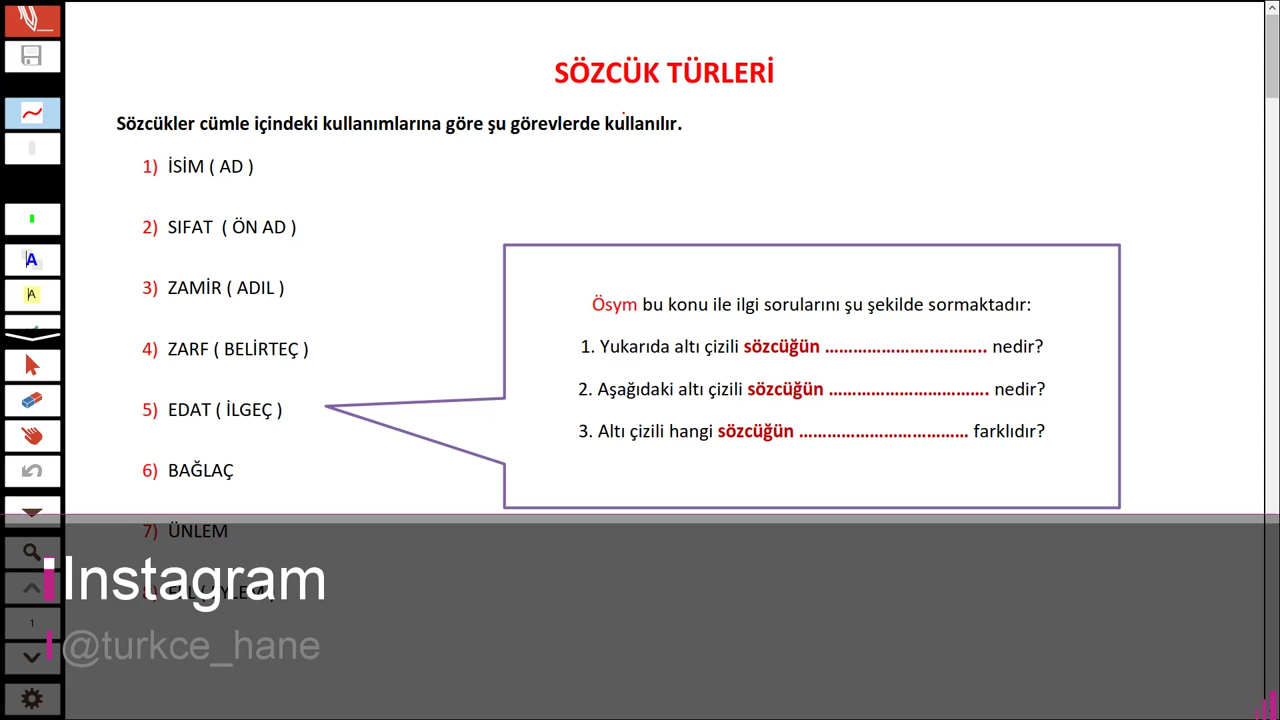 SÖZCÜK TÜRLERİ
Sözcükler cümle içindeki kullanımlarına göre şu görevlerde kullanılır.
1) İSİM ( AD )
2) SIFAT ( ÖN AD )
3) ZAMİR ( ADIL )
4) ZARF ( BELİRTEÇ )
5) EDAT ( İLGEÇ )
6) BAĞLAÇ
7) ÜNLEM
Ösym bu konu ile ilgi sorularını şu şekilde sormaktadır:
1. Yukarıda altı çizili sözcüğün ............................... nedir?
2. Aşağıdaki altı çizili sözcüğün ............................... nedir?
3. Altı çizili hangi sözcüğün ................................. farklıdır?
Instagram
@turkce_hane
1